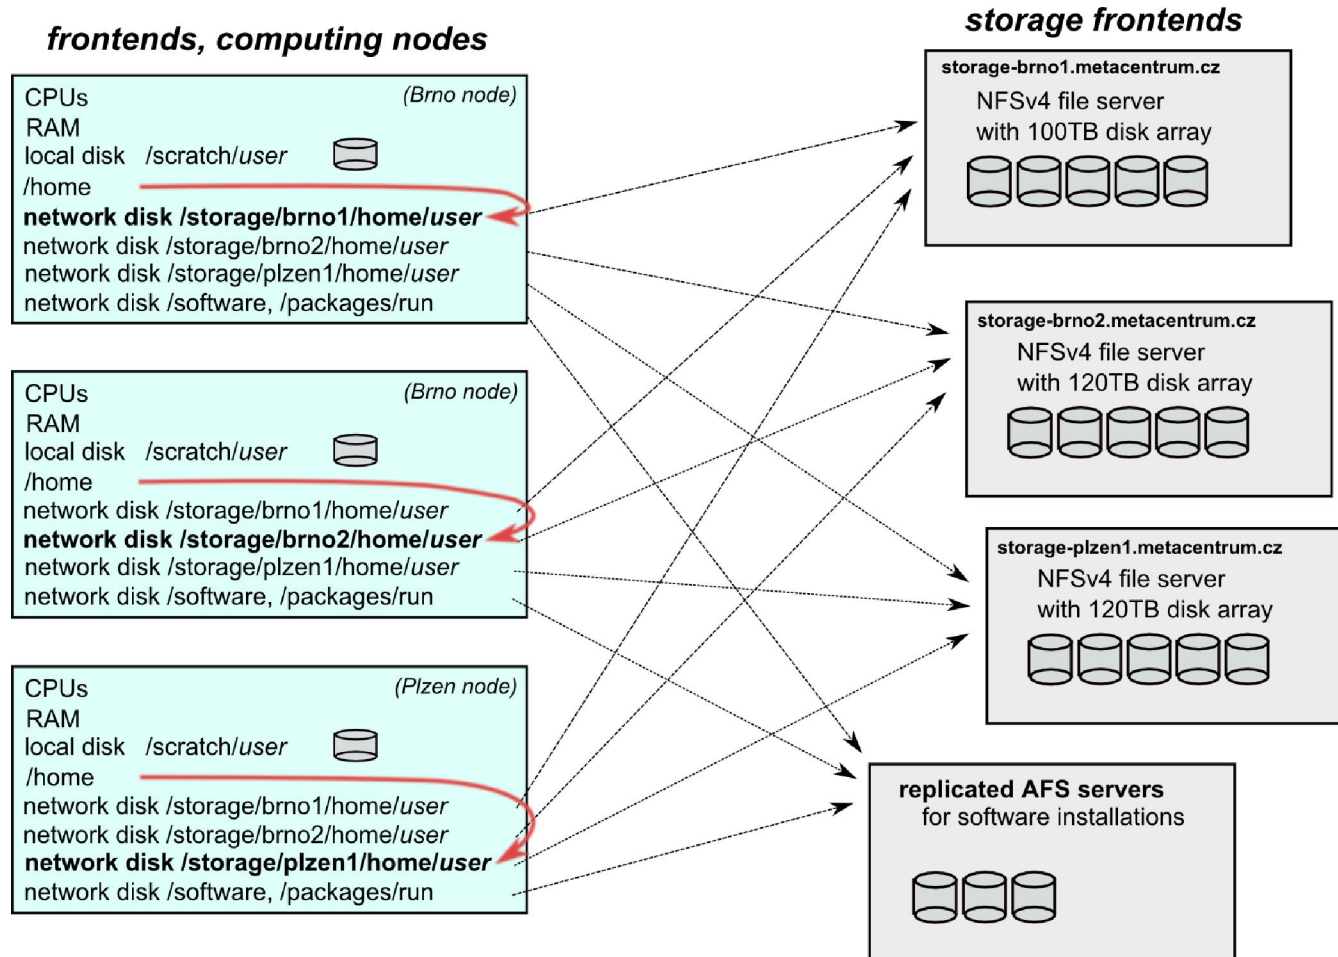 frontends, computing nodes
CPUs (Brno node)
RAM
local disk /scratch/user
/home
network disk /storage/brno1/home/user
network disk /storage/brno2/home/user
network disk /storage/plzen1/home/user
network disk /software, /packages/run
CPUs (Brno node)
RAM
local disk /scratch/user
/home
network disk /storage/brno1/home/user
network disk /storage/brno2/home/user
network disk /storage/plzen1/home/user
network disk /software, /packages/run
CPUs (Plzen node)
RAM
local disk /scratch/user
/home
network disk /storage/brno1/home/user
network disk /storage/brno2/home/user
network disk /storage/plzen1/home/user
network disk /software, /packages/run
storage frontends
storage-brno1.metacentrum.cz
NFSv4 file server
with 100TB disk array
storage-brno2.metacentrum.cz
NFSv4 file server
with 120TB disk array
storage-plzen1.metacentrum.cz
NFSv4 file server
with 120TB disk array
replicated AFS servers
for software installations